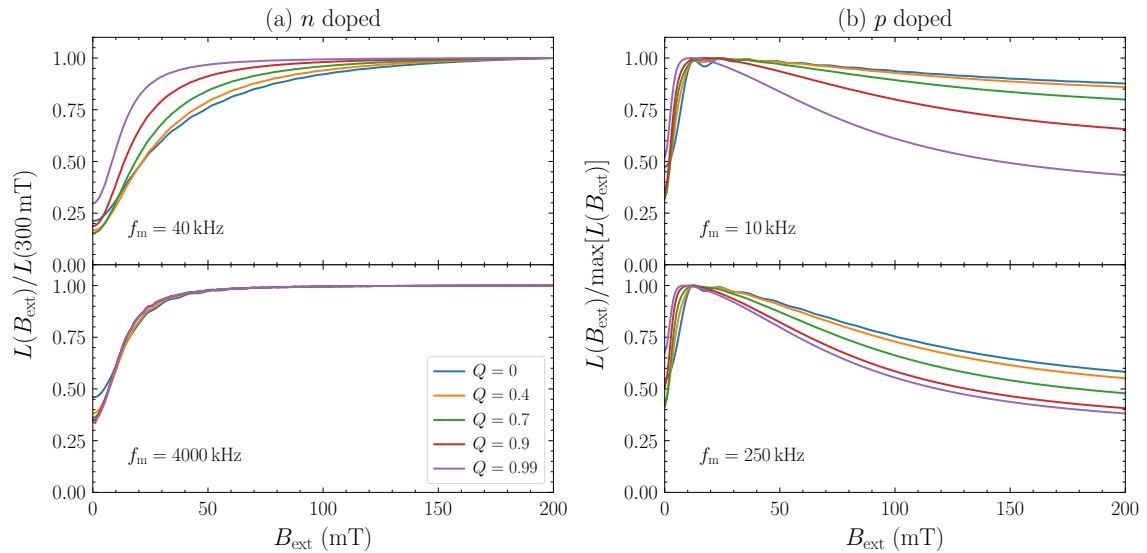 (a) n doped
(b) p doped
L(B_ext)/L(300 mT)
1.00
0.75
0.50
0.25
0.00
f_m = 40 kHz
1.00
0.75
0.50
0.25
0.00
f_m = 4000 kHz
Q = 0
Q = 0.4
Q = 0.7
Q = 0.9
Q = 0.99
0 50 100 150 200
B_ext (mT)
L(B_ext)/max[L(B_ext)]
1.00
0.75
0.50
0.25
0.00
f_m = 10 kHz
1.00
0.75
0.50
0.25
0.00
f_m = 250 kHz
0 50 100 150 200
B_ext (mT)